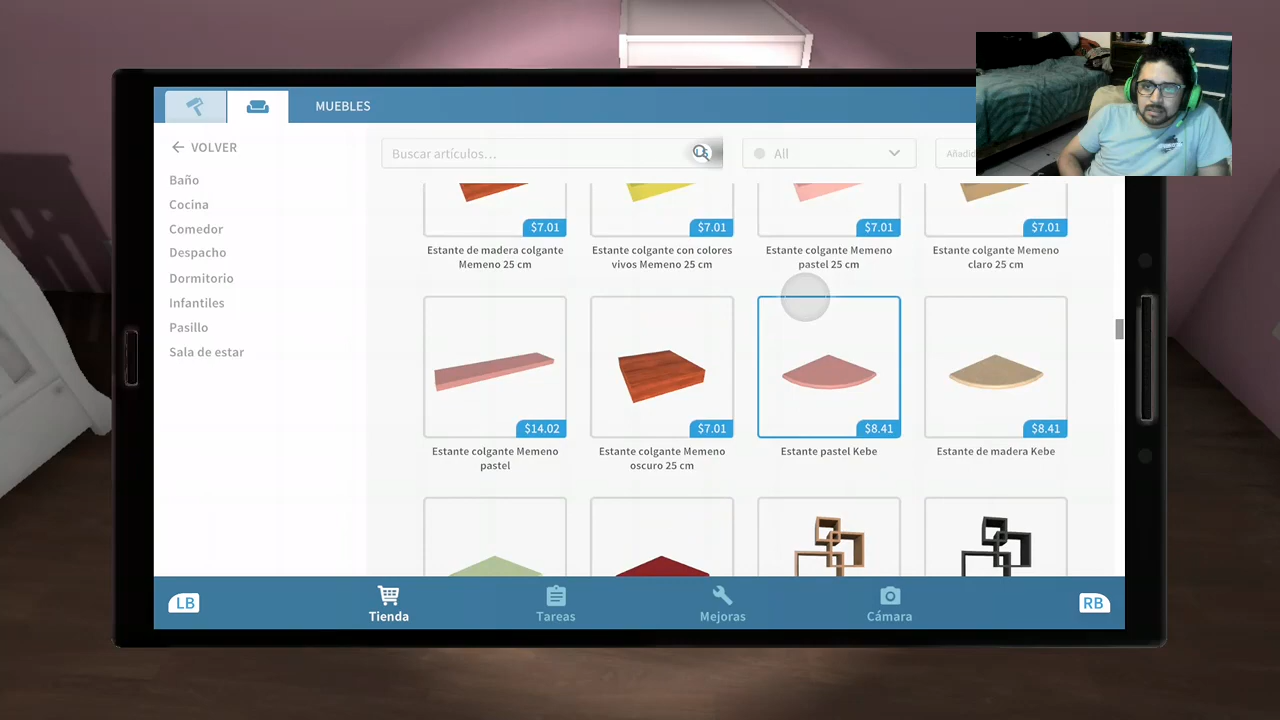 MUEBLES
VOLVER
Buscar artículos...
LS
All
Añadid
Baño
Cocina
Comedor
Despacho
Dormitorio
Infantiles
Pasillo
Sala de estar
$7.01
$7.01
$7.01
$7.01
Estante de madera colgante
Memeno 25 cm
Estante colgante con colores
vivos Memeno 25 cm
Estante colgante Memeno
pastel 25 cm
Estante colgante Memeno
claro 25 cm
$14.02
$7.01
$8.41
$8.41
Estante colgante Memeno
pastel
Estante colgante Memeno
oscuro 25 cm
Estante pastel Kebe
Estante de madera Kebe
LB
Tienda
Tareas
Mejoras
Cámara
RB